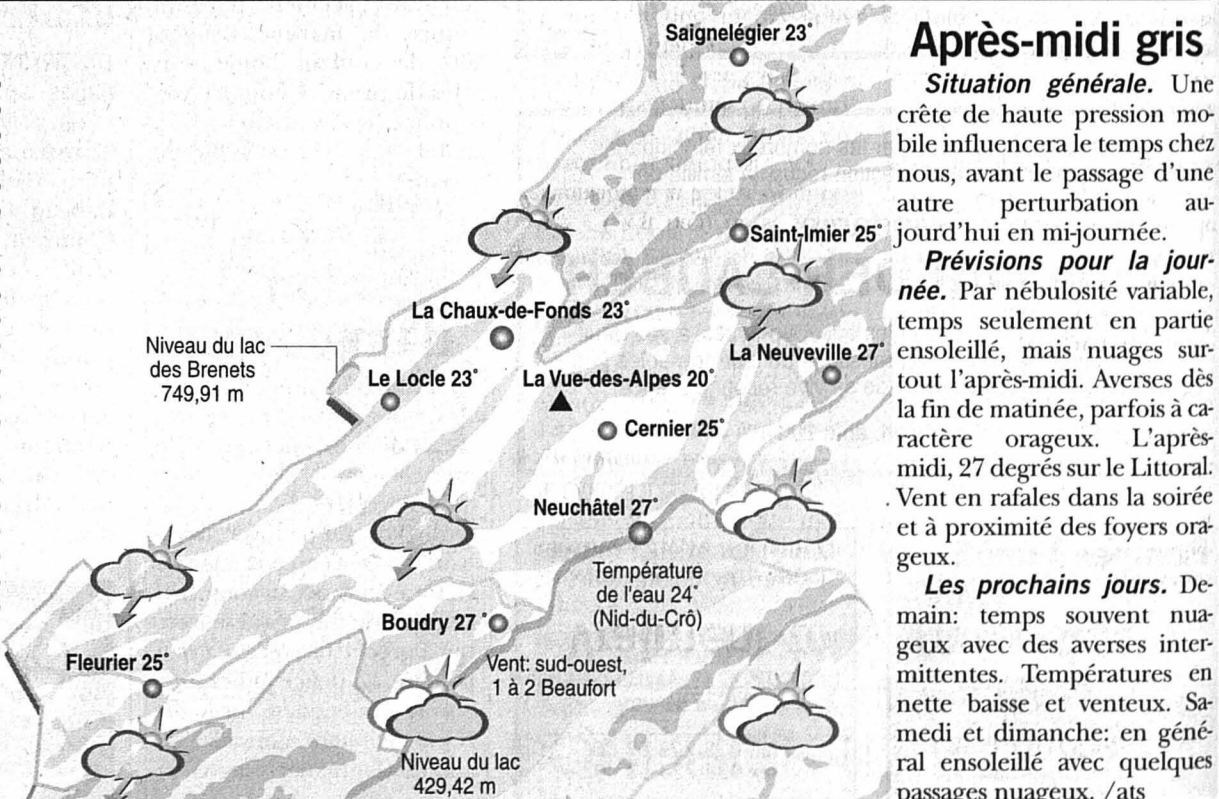 Saignelégier 23°
Saint-Imier 25°
La Chaux-de-Fonds 23°
La Neuveville 27°
Niveau du lac
des Brenets
749,91 m
Le Locle 23°
La Vue-des-Alpes 20°
Cernier 25°
Neuchâtel 27°
Température
de l'eau 24°
(Nid-du-Crô)
Boudry 27 °
Fleurier 25°
Vent: sud-ouest,
1 à 2 Beaufort
Niveau du lac
429,42 m
Après-midi gris
Situation générale. Une
crête de haute pression mo-
bile influencera le temps chez
nous, avant le passage d'une
autre perturbation au-
jourd'hui en mi-journée.
Prévisions pour la jour-
née. Par nébulosité variable,
temps seulement en partie
ensoleillé, mais nuages sur-
tout l'après-midi. Averses dès
la fin de matinée, parfois à ca-
ractère orageux. L'après-
midi, 27 degrés sur le Littoral.
Vent en rafales dans la soirée
et à proximité des foyers ora-
geux.
Les prochains jours. De-
main: temps souvent nua-
geux avec des averses inter-
mittentes. Températures en
nette baisse et venteux. Sa-
medi et dimanche: en géné-
ral ensoleillé avec quelques
passages nuageux. /ats